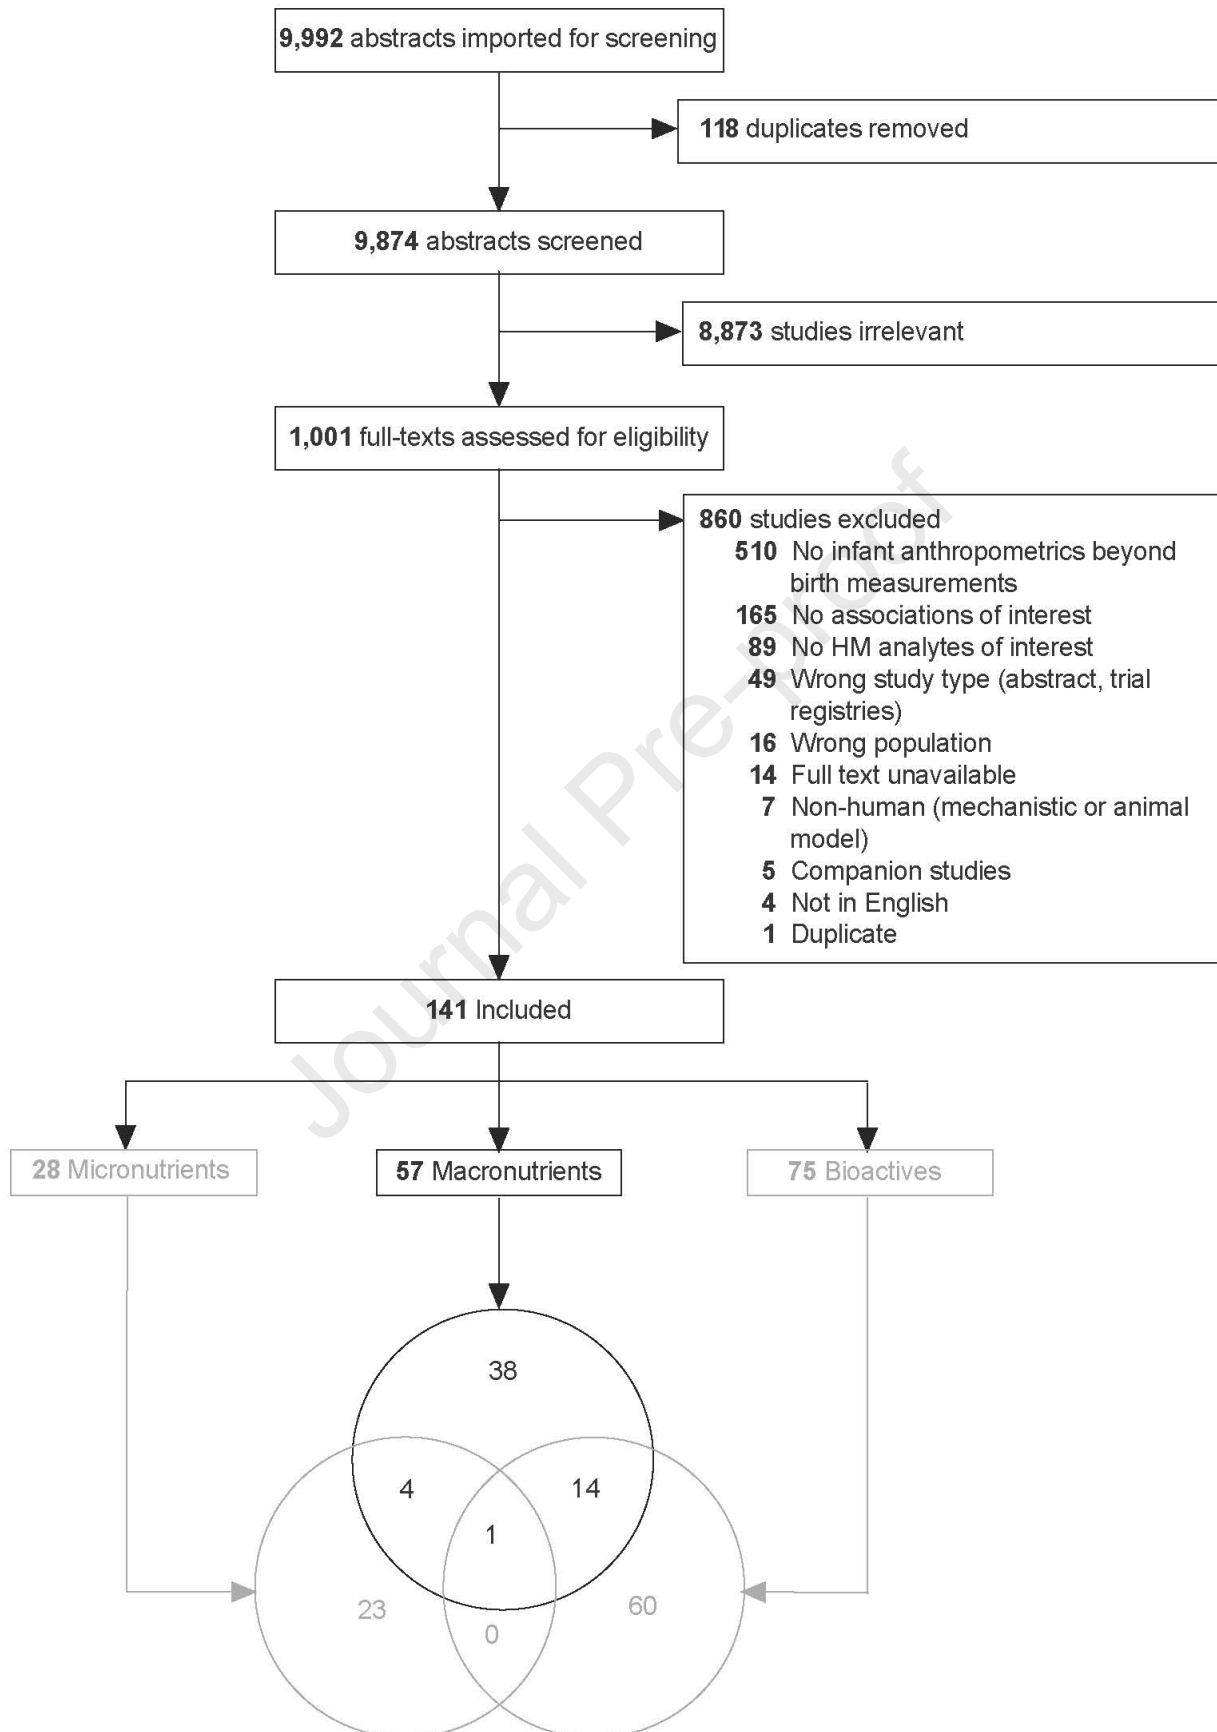 9,992 abstracts imported for screening
118 duplicates removed
9,874 abstracts screened
8,873 studies irrelevant
1,001 full-texts assessed for eligibility
860 studies excluded
510 No infant anthropometrics beyond
birth measurements
165 No associations of interest
89 No HM analytes of interest
49 Wrong study type (abstract, trial
registries)
16 Wrong population
14 Full text unavailable
7 Non-human (mechanistic or animal
model)
5 Companion studies
4 Not in English
1 Duplicate
Journal Pre-proof
141 Included
28 Micronutrients
57 Macronutrients
75 Bioactives
38
4
14
1
23
60
0